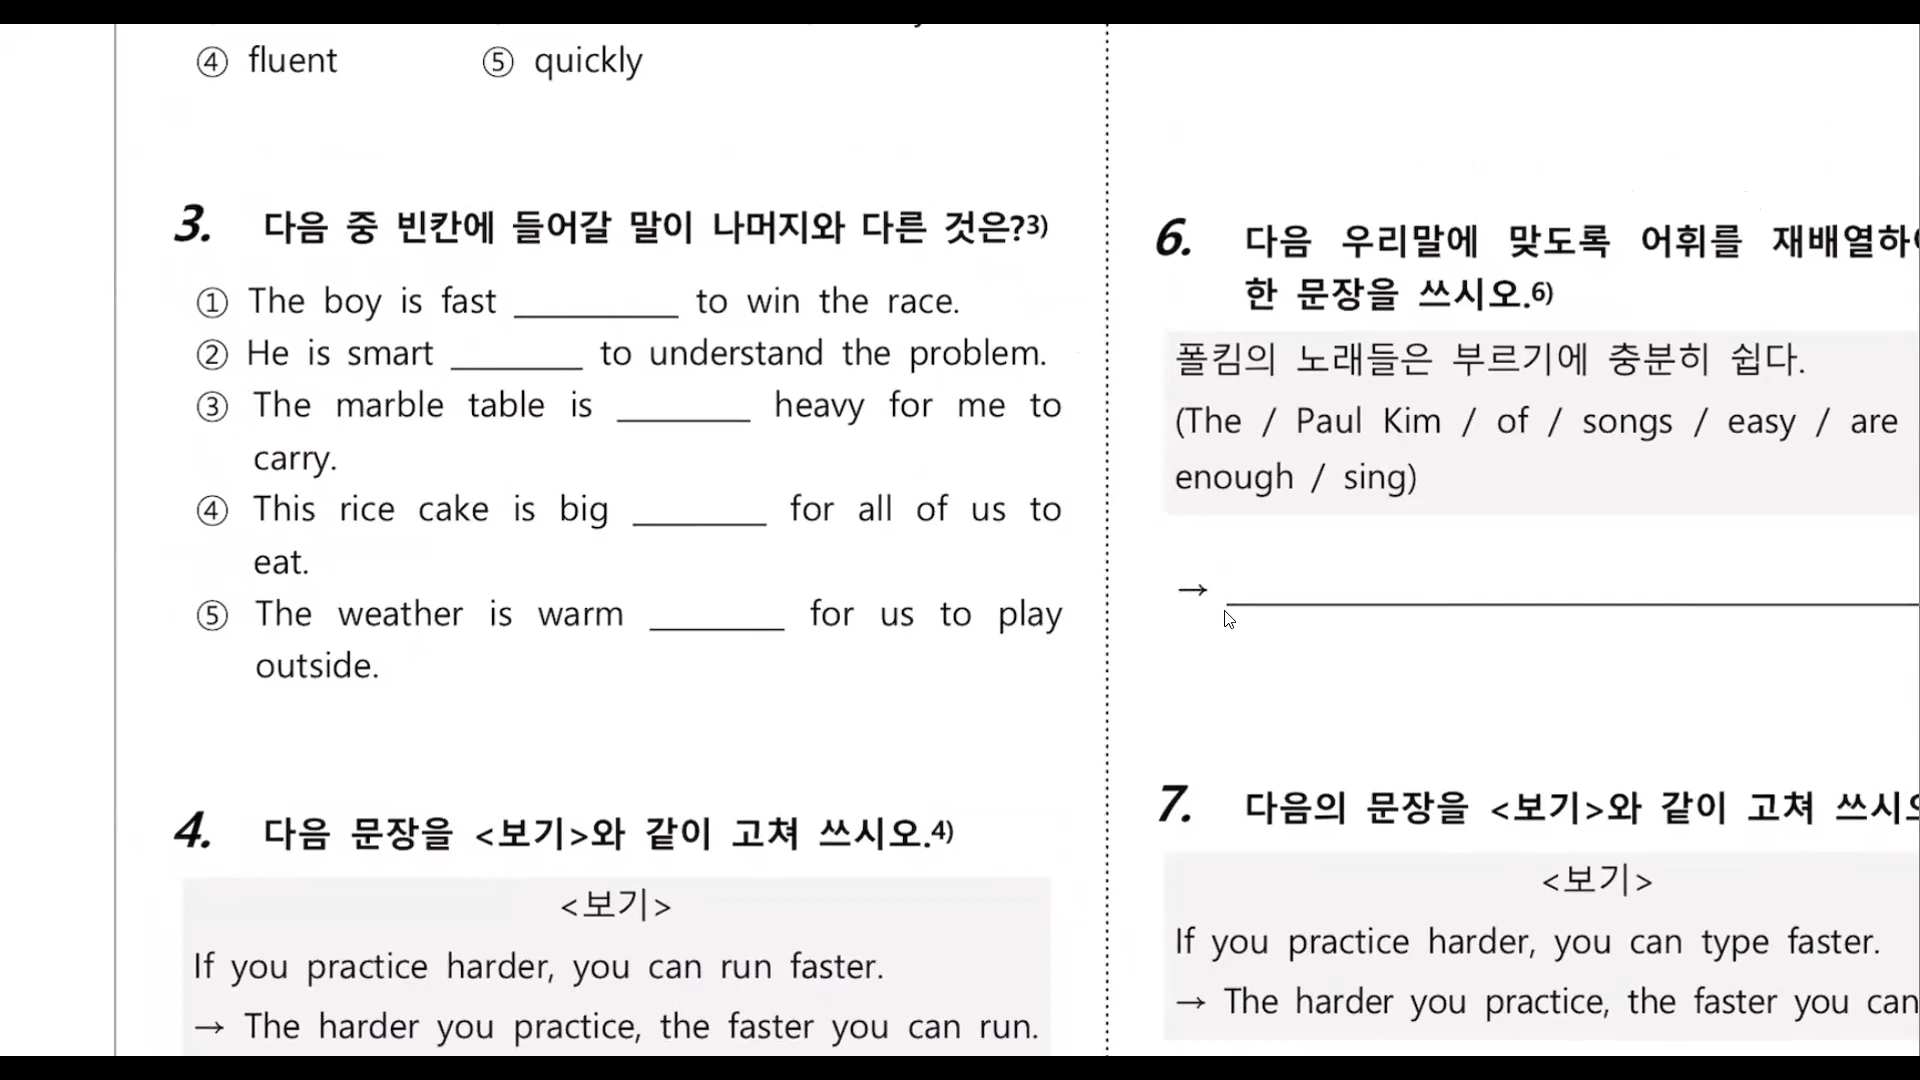 ④ fluent ⑤ quickly
3. 다음 중 빈칸에 들어갈 말이 나머지와 다른 것은?3)
① The boy is fast __________ to win the race.
② He is smart ________ to understand the problem.
③ The marble table is ________ heavy for me to
carry.
④ This rice cake is big ________ for all of us to
eat.
⑤ The weather is warm ________ for us to play
outside.
4. 다음 문장을 <보기>와 같이 고쳐 쓰시오.4)
<보기>
If you practice harder, you can run faster.
→ The harder you practice, the faster you can run.
6. 다음 우리말에 맞도록 어휘를 재배열하
한 문장을 쓰시오.6)
폴킴의 노래들은 부르기에 충분히 쉽다.
(The / Paul Kim / of / songs / easy / are
enough / sing)
→ ____________________
7. 다음의 문장을 <보기>와 같이 고쳐 쓰시
<보기>
If you practice harder, you can type faster.
→ The harder you practice, the faster you can